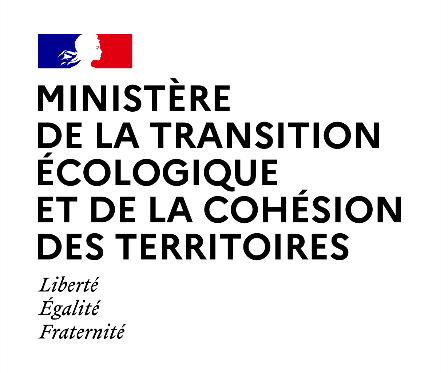 MINISTÈRE
DE LA TRANSITION
ÉCOLOGIQUE
ET DE LA COHÉSION
DES TERRITOIRES
Liberté
Égalité
Fraternité